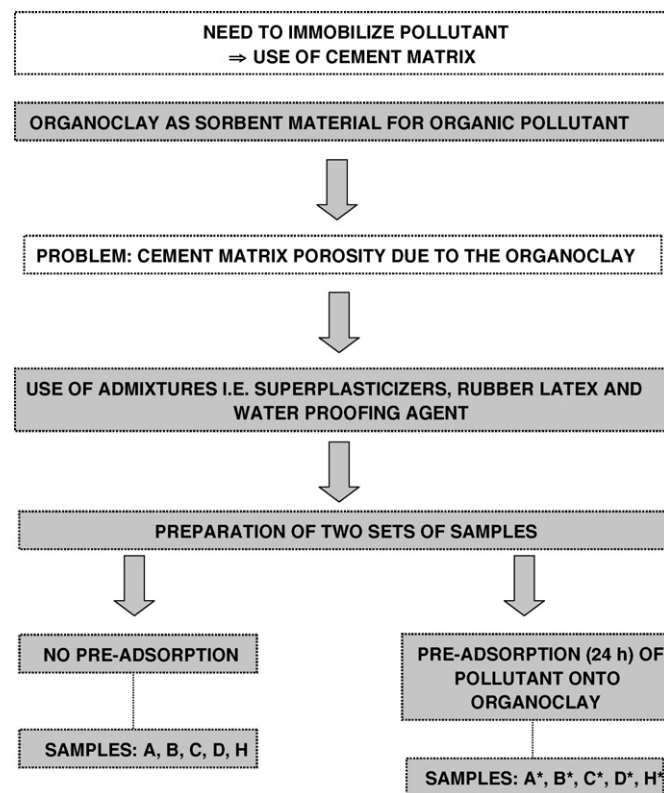 NEED TO IMMOBILIZE POLLUTANT
⇒ USE OF CEMENT MATRIX
ORGANOCLAY AS SORBENT MATERIAL FOR ORGANIC POLLUTANT
PROBLEM: CEMENT MATRIX POROSITY DUE TO THE ORGANOCLAY
USE OF ADMIXTURES I.E. SUPERPLASTICIZERS, RUBBER LATEX AND
WATER PROOFING AGENT
PREPARATION OF TWO SETS OF SAMPLES
NO PRE-ADSORPTION
SAMPLES: A, B, C, D, H
PRE-ADSORPTION (24 h) OF
POLLUTANT ONTO
ORGANOCLAY
SAMPLES: A*, B*, C*, D*, H*